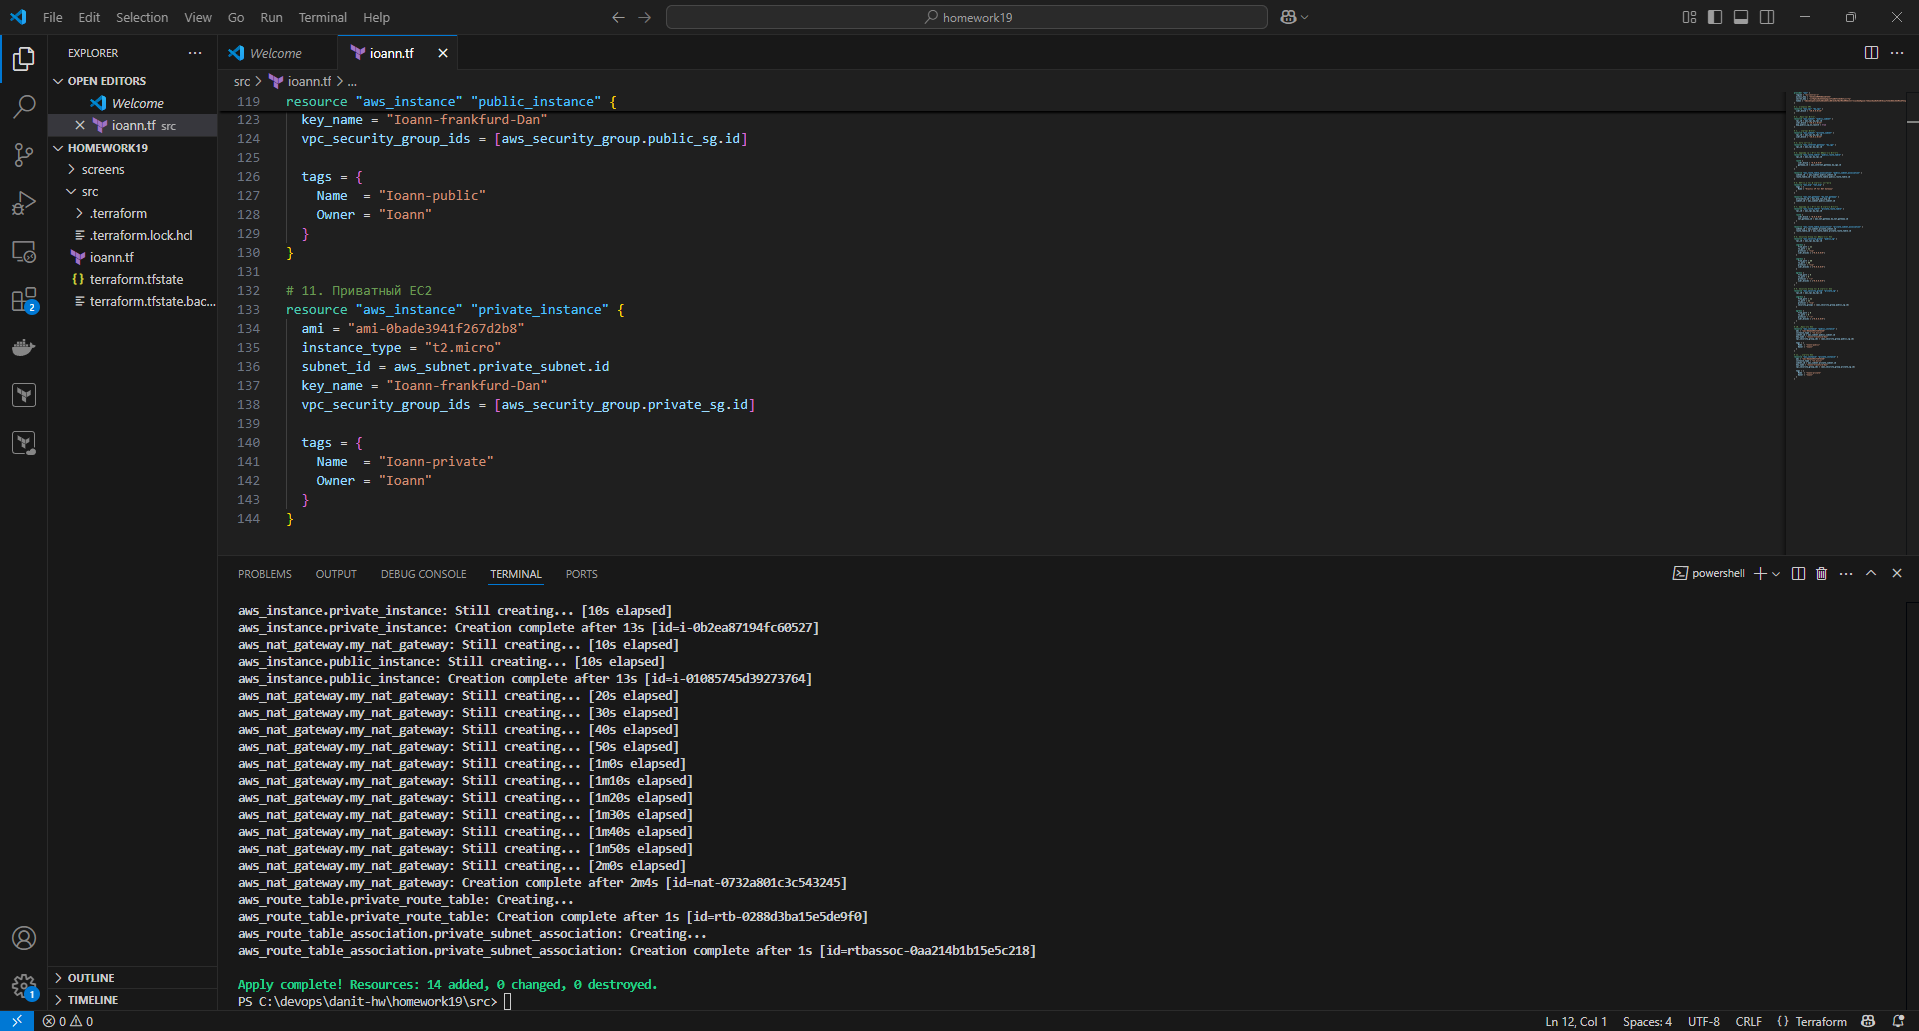 File Edit Selection View Go Run Terminal Help
homework19
EXPLORER
OPEN EDITORS
Welcome
ioann.tf src
HOMEWORK19
screens
src
.terraform
.terraform.lock.hcl
ioann.tf
terraform.tfstate
terraform.tfstate.bac...
OUTLINE
TIMELINE
2
1
Welcome
ioann.tf
src > ioann.tf > ...
119 resource "aws_instance" "public_instance" {
123 key_name = "Ioann-frankfurd-Dan"
124 vpc_security_group_ids = [aws_security_group.public_sg.id]
125
126 tags = {
127 Name  = "Ioann-public"
128 Owner = "Ioann"
129 }
130 }
131
132 # 11. Приватный EC2
133 resource "aws_instance" "private_instance" {
134 ami = "ami-0bade3941f267d2b8"
135 instance_type = "t2.micro"
136 subnet_id = aws_subnet.private_subnet.id
137 key_name = "Ioann-frankfurd-Dan"
138 vpc_security_group_ids = [aws_security_group.private_sg.id]
139
140 tags = {
141 Name  = "Ioann-private"
142 Owner = "Ioann"
143 }
144 }
PROBLEMS OUTPUT DEBUG CONSOLE TERMINAL PORTS
powershell
aws_instance.private_instance: Still creating... [10s elapsed]
aws_instance.private_instance: Creation complete after 13s [id=i-0b2ea87194fc60527]
aws_nat_gateway.my_nat_gateway: Still creating... [10s elapsed]
aws_instance.public_instance: Still creating... [10s elapsed]
aws_instance.public_instance: Creation complete after 13s [id=i-01085745d39273764]
aws_nat_gateway.my_nat_gateway: Still creating... [20s elapsed]
aws_nat_gateway.my_nat_gateway: Still creating... [30s elapsed]
aws_nat_gateway.my_nat_gateway: Still creating... [40s elapsed]
aws_nat_gateway.my_nat_gateway: Still creating... [50s elapsed]
aws_nat_gateway.my_nat_gateway: Still creating... [1m0s elapsed]
aws_nat_gateway.my_nat_gateway: Still creating... [1m10s elapsed]
aws_nat_gateway.my_nat_gateway: Still creating... [1m20s elapsed]
aws_nat_gateway.my_nat_gateway: Still creating... [1m30s elapsed]
aws_nat_gateway.my_nat_gateway: Still creating... [1m40s elapsed]
aws_nat_gateway.my_nat_gateway: Still creating... [1m50s elapsed]
aws_nat_gateway.my_nat_gateway: Still creating... [2m0s elapsed]
aws_nat_gateway.my_nat_gateway: Creation complete after 2m4s [id=nat-0732a801c3c543245]
aws_route_table.private_route_table: Creating...
aws_route_table.private_route_table: Creation complete after 1s [id=rtb-0288d3ba15e5de9f0]
aws_route_table_association.private_subnet_association: Creating...
aws_route_table_association.private_subnet_association: Creation complete after 1s [id=rtbassoc-0aa214b1b15e5c218]
Apply complete! Resources: 14 added, 0 changed, 0 destroyed.
PS C:\devops\danit-hw\homework19\src>
0 0 Ln 12, Col 1 Spaces: 4 UTF-8 CRLF {} Terraform